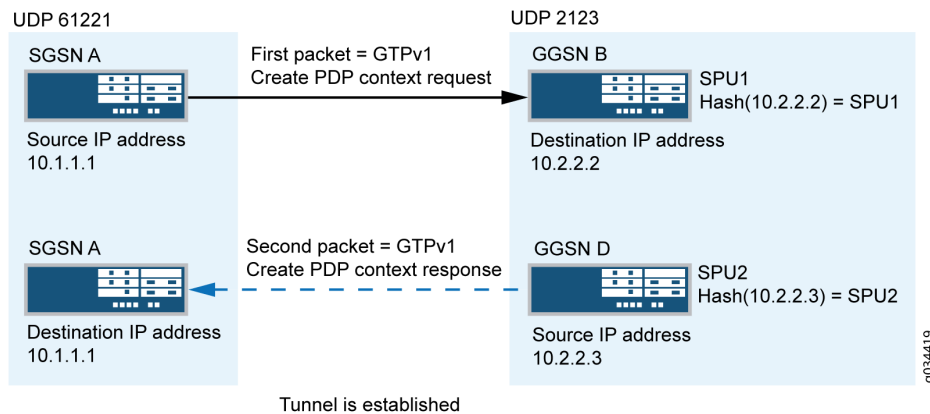 UDP 61221
UDP 2123
SGSN A
First packet = GTPv1
Create PDP context request
GGSN B
SPU1
Hash(10.2.2.2) = SPU1
Source IP address
10.1.1.1
Destination IP address
10.2.2.2
SGSN A
Second packet = GTPv1
Create PDP context response
GGSN D
SPU2
Hash(10.2.2.3) = SPU2
Destination IP address
10.1.1.1
Source IP address
10.2.2.3
Tunnel is established
g034419